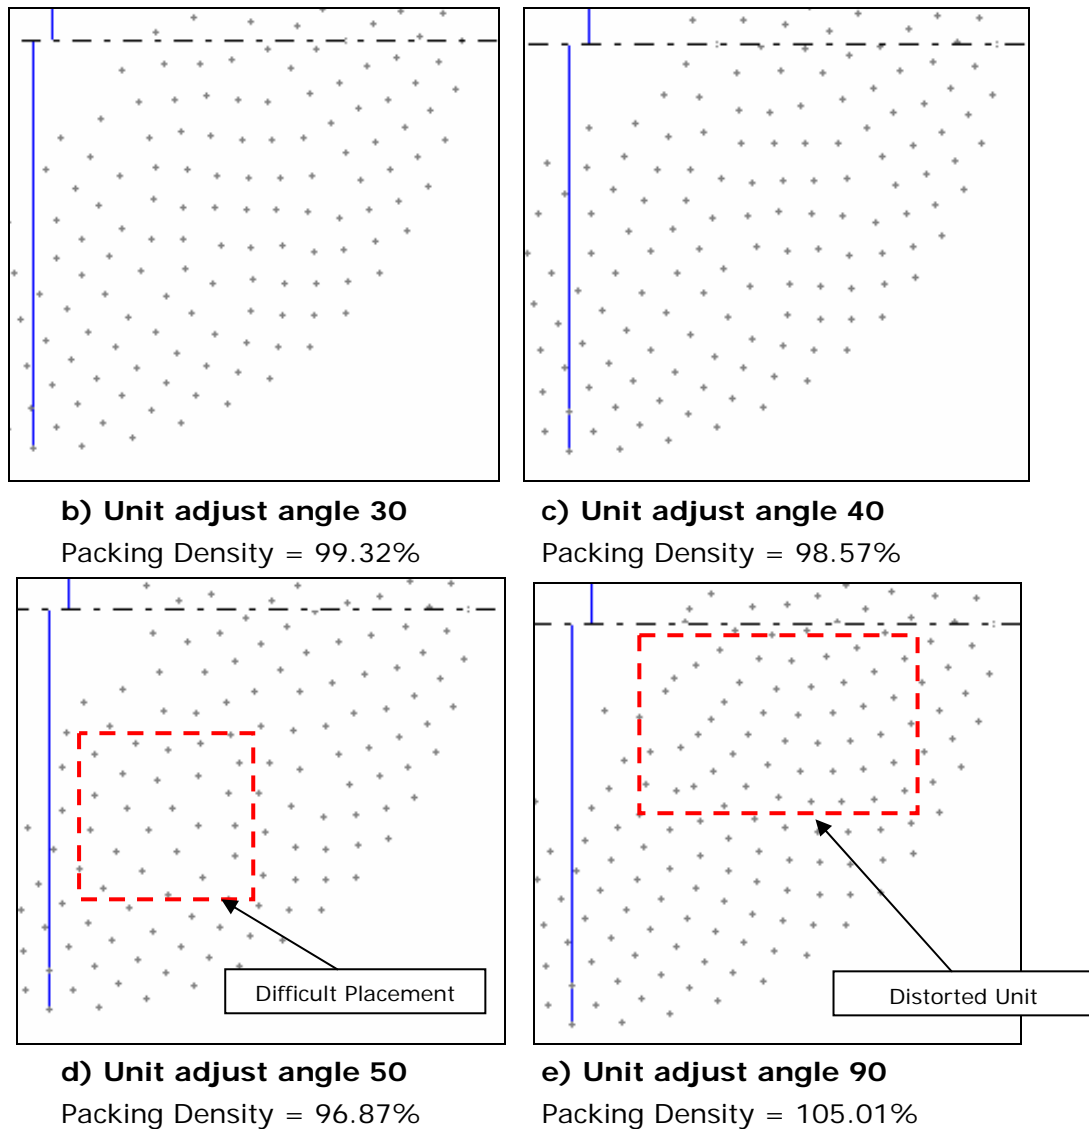 b) Unit adjust angle 30
Packing Density = 99.32%
c) Unit adjust angle 40
Packing Density = 98.57%
Difficult Placement
d) Unit adjust angle 50
Packing Density = 96.87%
Distorted Unit
e) Unit adjust angle 90
Packing Density = 105.01%